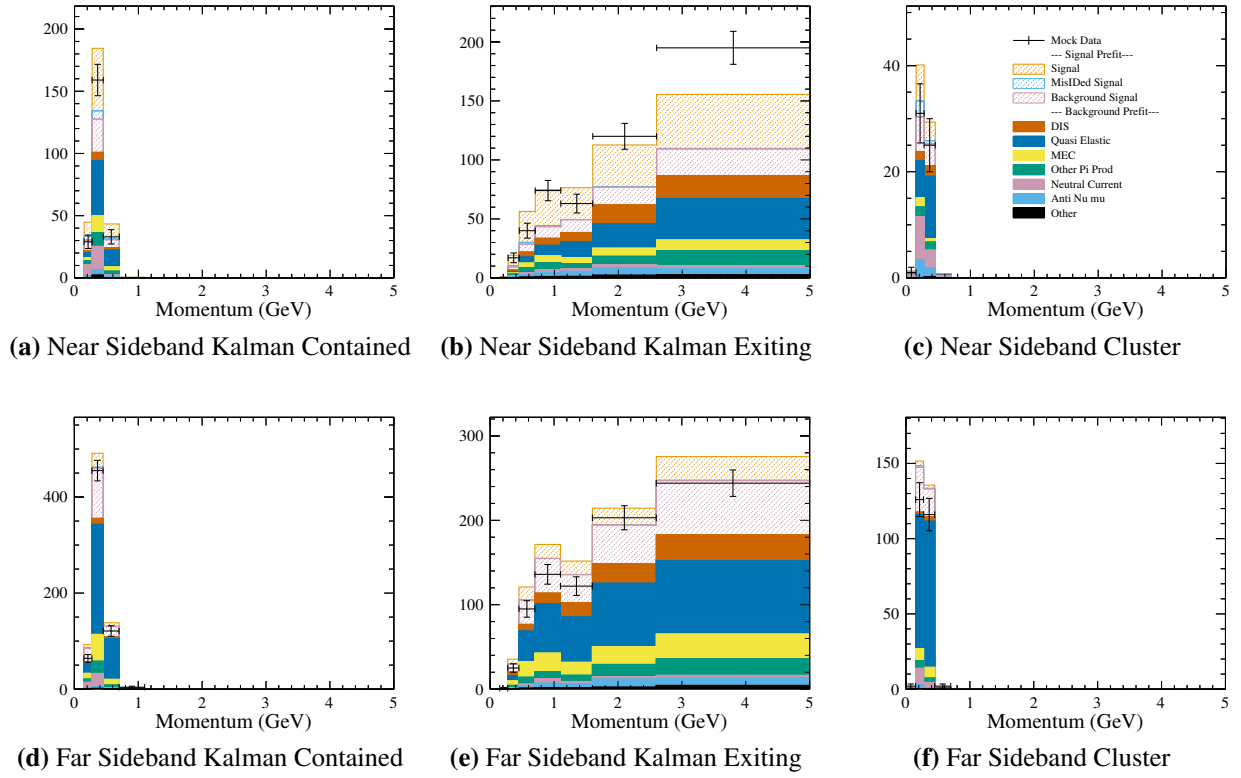 200
150
100
50
0
0 1 2 3 4 5
Momentum (GeV)
(a) Near Sideband Kalman Contained
200
150
100
50
0
0 1 2 3 4 5
Momentum (GeV)
(b) Near Sideband Kalman Exiting
40
20
0
0 1 2 3 4 5
Momentum (GeV)
Mock Data
--- Signal Prefit---
Signal
MisIDed Signal
Background Signal
--- Background Prefit---
DIS
Quasi Elastic
MEC
Other Pi Prod
Neutral Current
Anti Nu mu
Other
(c) Near Sideband Cluster
400
200
0
0 1 2 3 4 5
Momentum (GeV)
(d) Far Sideband Kalman Contained
300
200
100
0
0 1 2 3 4 5
Momentum (GeV)
(e) Far Sideband Kalman Exiting
150
100
50
0
0 1 2 3 4 5
Momentum (GeV)
(f) Far Sideband Cluster